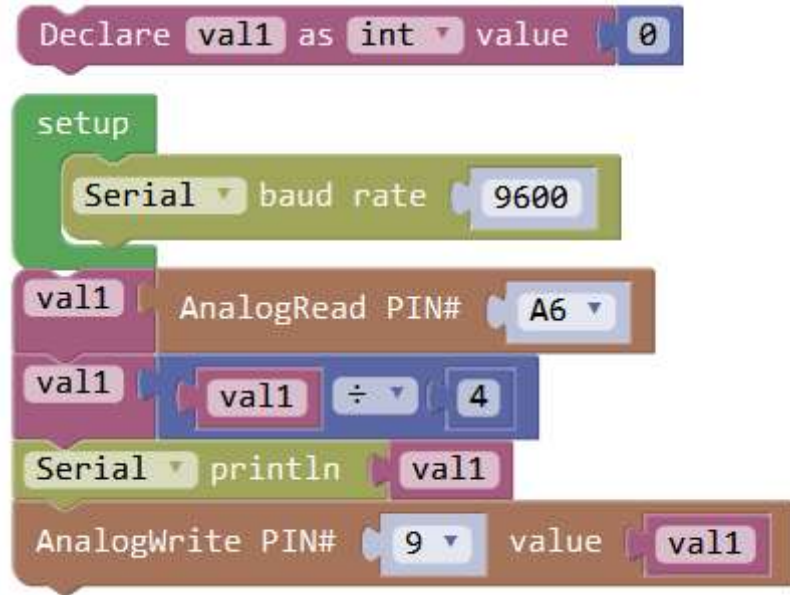 Declare val1 as int value 0
setup
Serial baud rate 9600
val1 AnalogRead PIN# A6
val1 val1 ÷ 4
Serial println val1
AnalogWrite PIN# 9 value val1